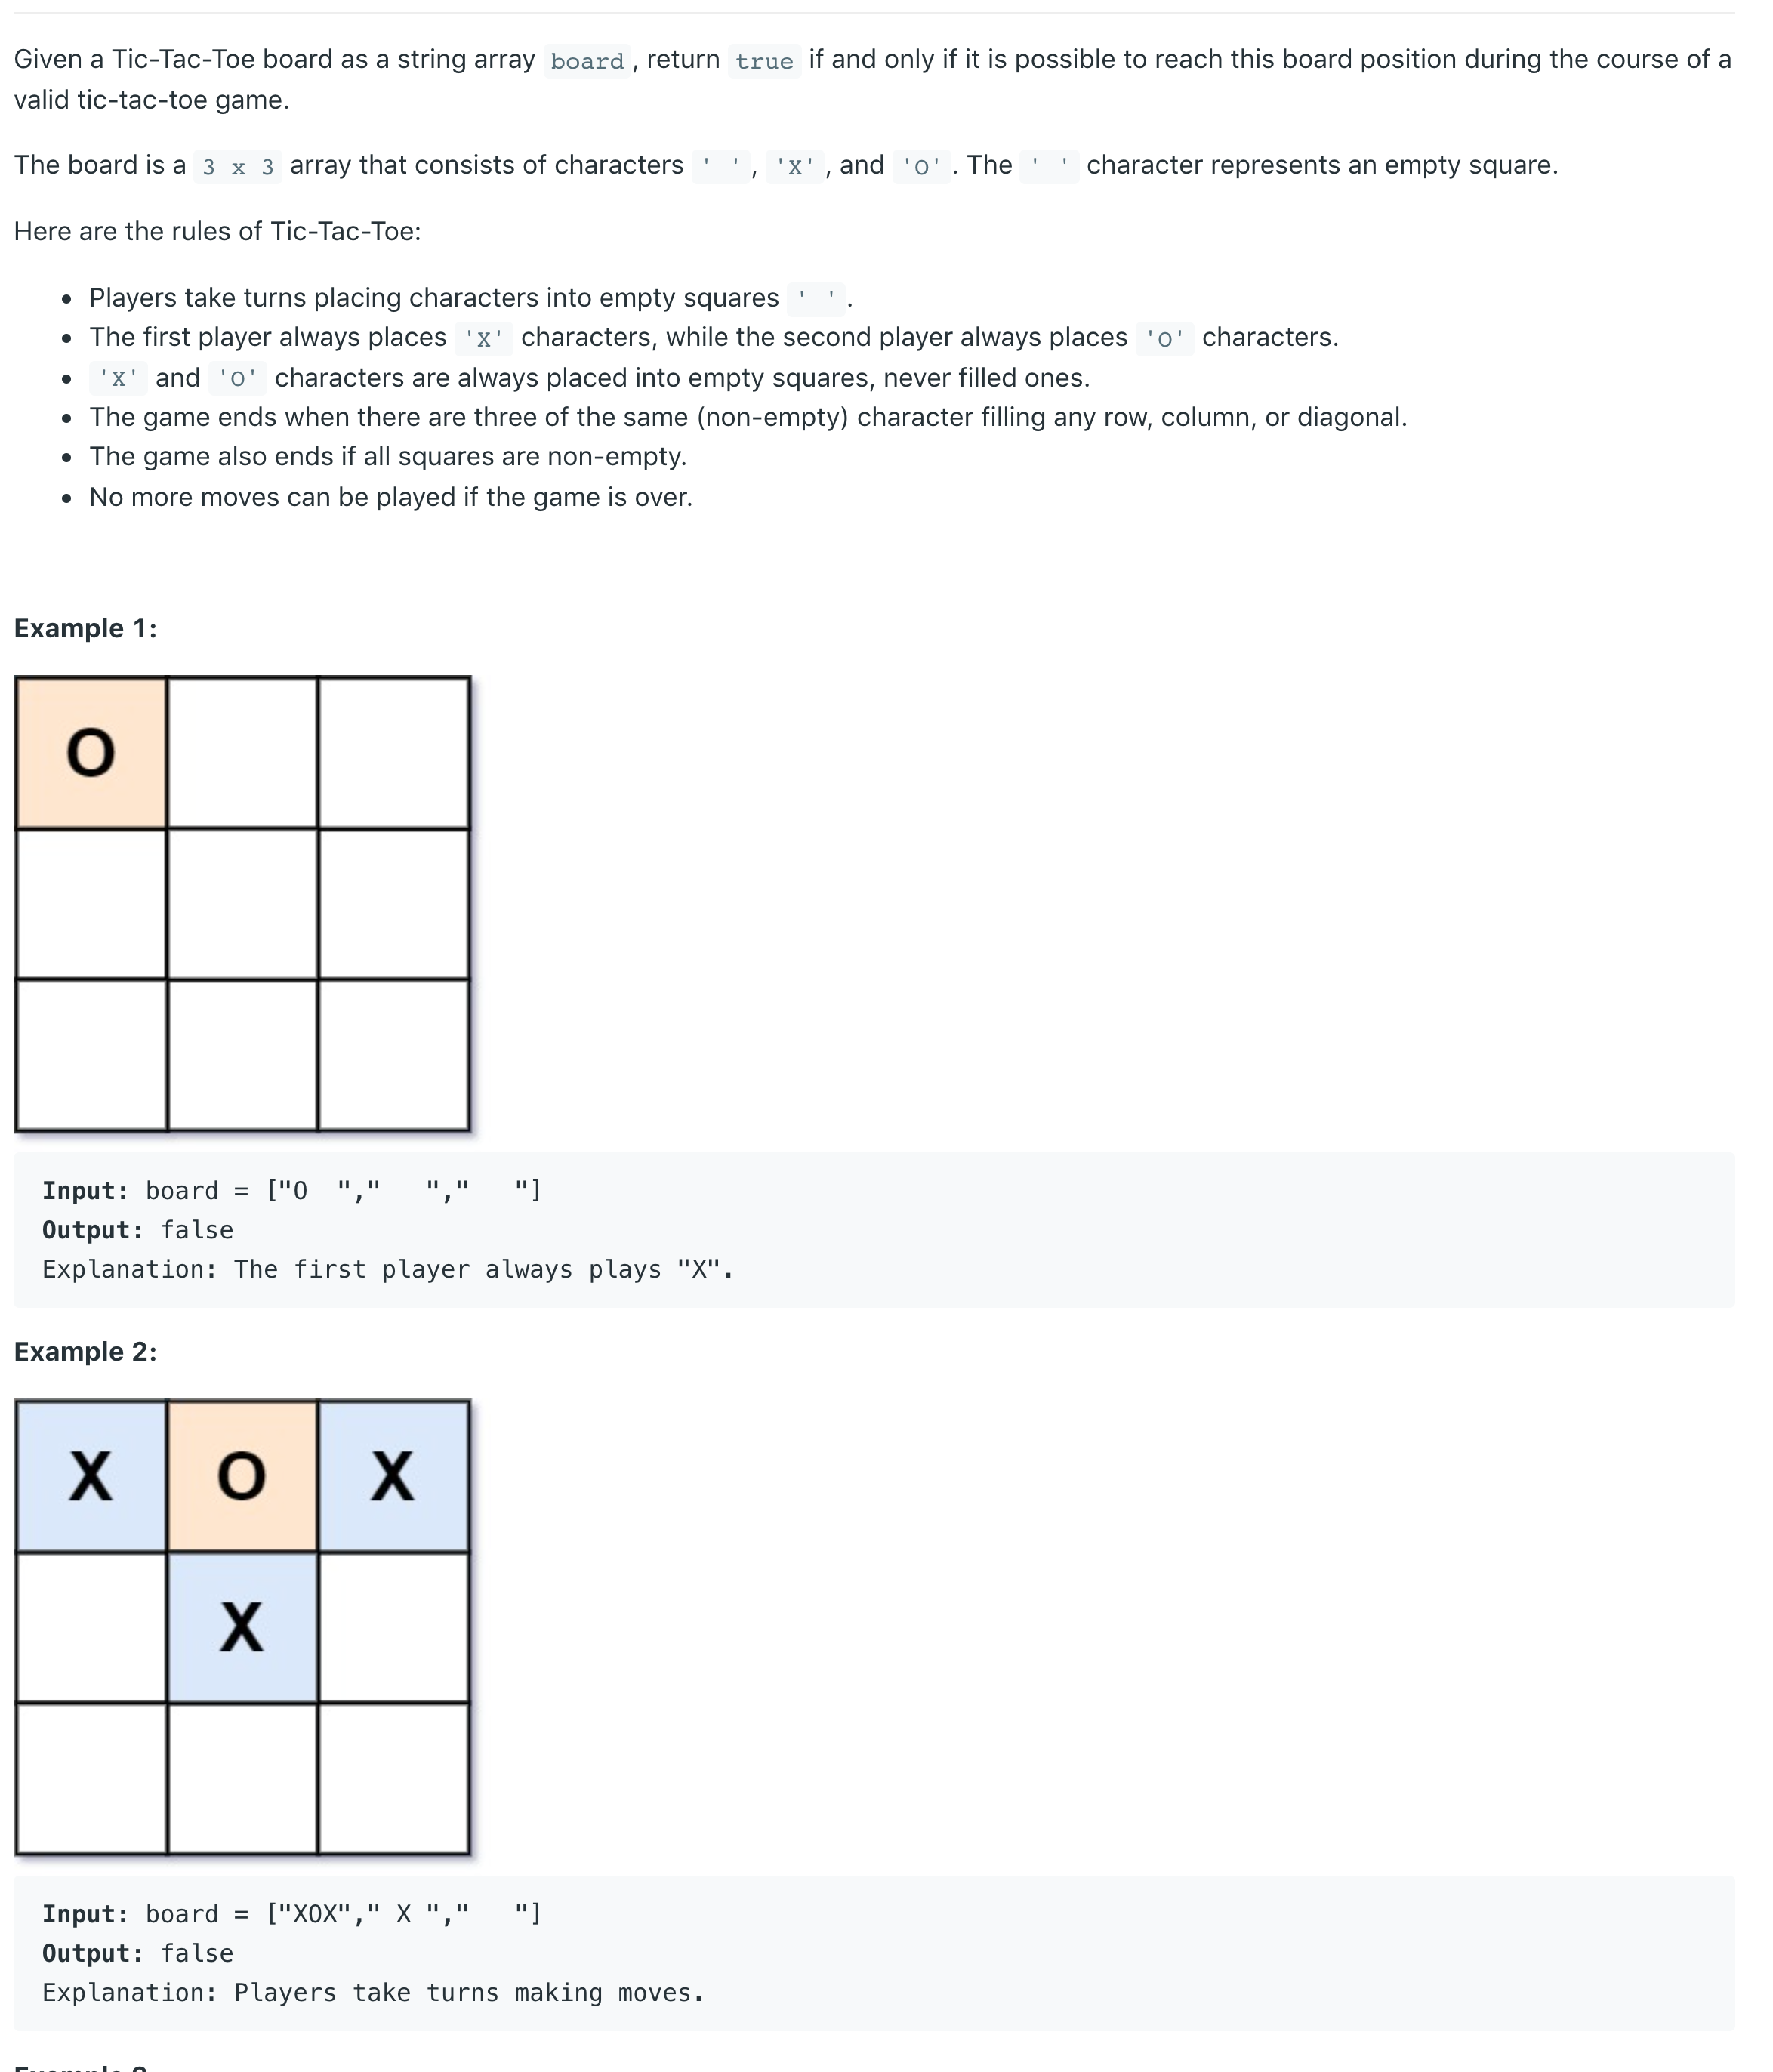 Given a Tic-Tac-Toe board as a string array board, return true if and only if it is possible to reach this board position during the course of a
valid tic-tac-toe game.
The board is a 3 x 3 array that consists of characters ' ', 'X', and 'O'. The ' ' character represents an empty square.
Here are the rules of Tic-Tac-Toe:
• Players take turns placing characters into empty squares ' '.
• The first player always places 'X' characters, while the second player always places 'O' characters.
• 'X' and 'O' characters are always placed into empty squares, never filled ones.
• The game ends when there are three of the same (non-empty) character filling any row, column, or diagonal.
• The game also ends if all squares are non-empty.
• No more moves can be played if the game is over.
Example 1:
O
Input: board = ["O  ","   ","   "]
Output: false
Explanation: The first player always plays "X".
Example 2:
X O X
X
Input: board = ["XOX"," X ","   "]
Output: false
Explanation: Players take turns making moves.